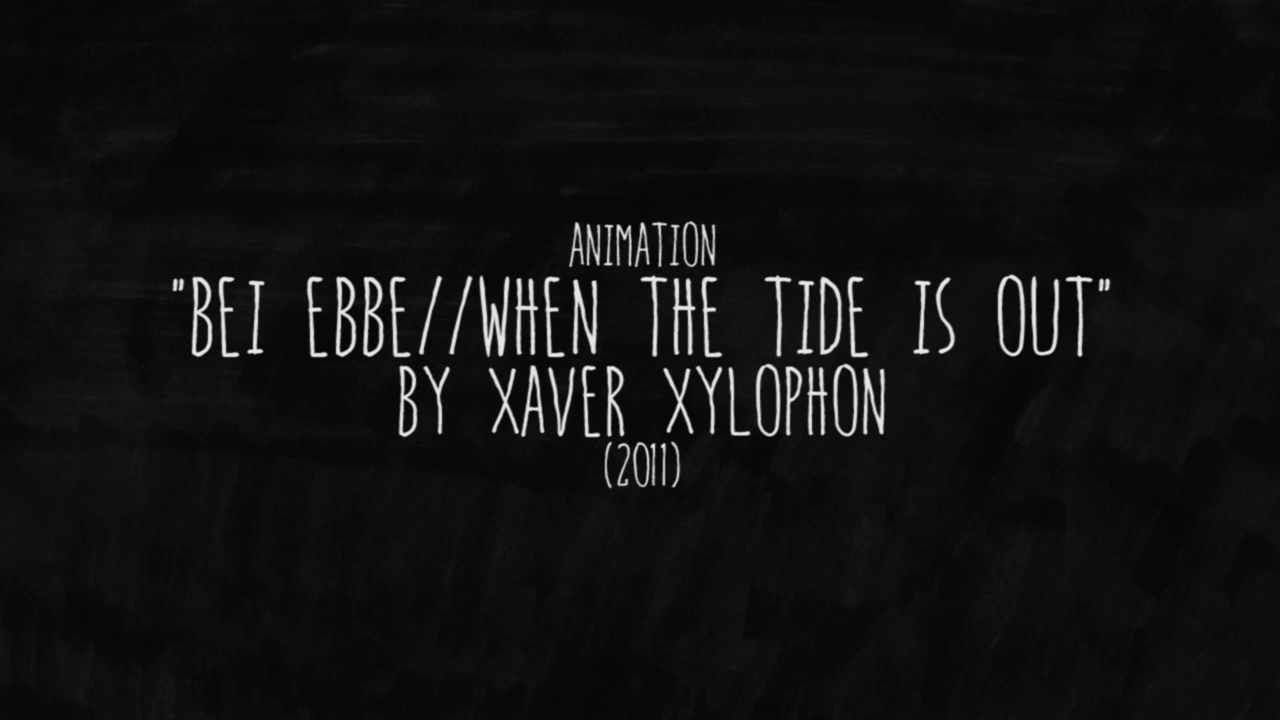 ANIMATION
"BEI EBBE//WHEN THE TIDE IS OUT"
BY XAVER XYLOPHON
(2011)